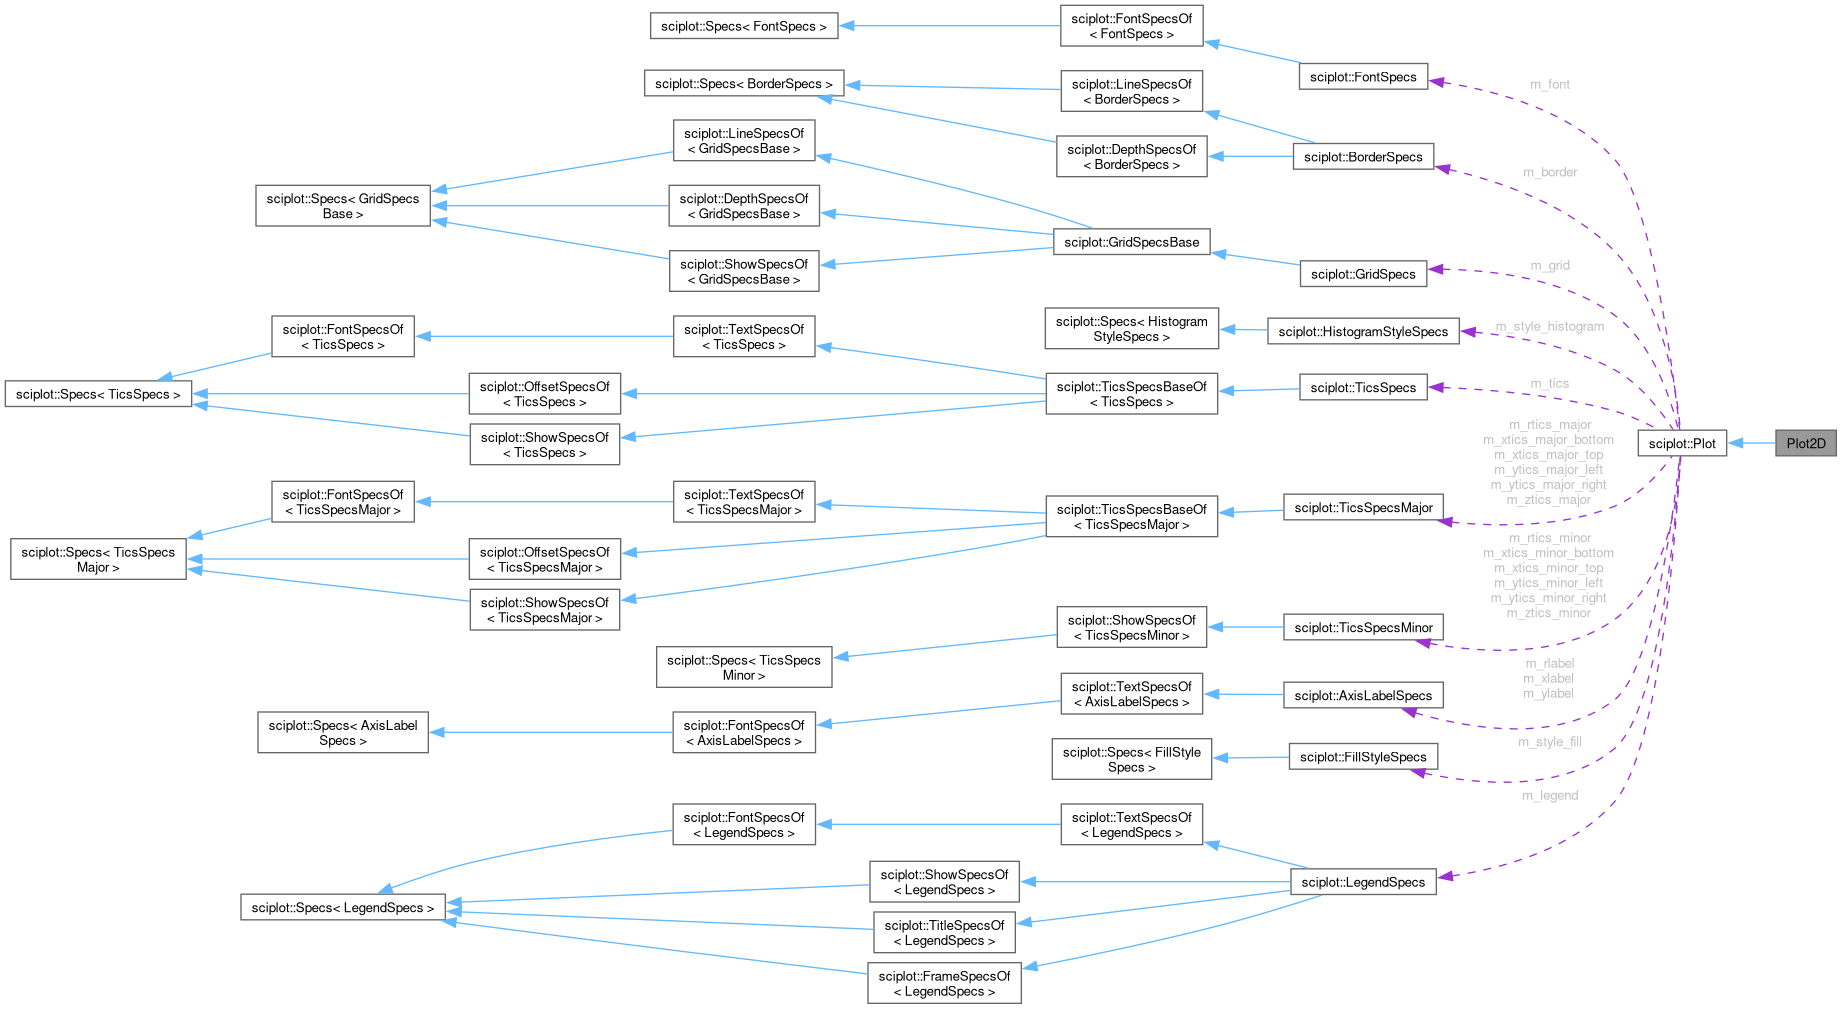 sciplot::Specs< FontSpecs >
sciplot::FontSpecsOf
< FontSpecs >
sciplot::FontSpecs
m_font
sciplot::Specs< BorderSpecs >
sciplot::LineSpecsOf
< BorderSpecs >
sciplot::DepthSpecsOf
< BorderSpecs >
sciplot::BorderSpecs
m_border
sciplot::LineSpecsOf
< GridSpecsBase >
sciplot::Specs< GridSpecs
Base >
sciplot::DepthSpecsOf
< GridSpecsBase >
sciplot::ShowSpecsOf
< GridSpecsBase >
sciplot::GridSpecsBase
sciplot::GridSpecs
m_grid
sciplot::Specs< Histogram
StyleSpecs >
sciplot::HistogramStyleSpecs
m_style_histogram
sciplot::FontSpecsOf
< TicsSpecs >
sciplot::TextSpecsOf
< TicsSpecs >
sciplot::Specs< TicsSpecs >
sciplot::OffsetSpecsOf
< TicsSpecs >
sciplot::ShowSpecsOf
< TicsSpecs >
sciplot::TicsSpecsBaseOf
< TicsSpecs >
sciplot::TicsSpecs
m_tics
sciplot::Plot
Plot2D
m_rtics_major
m_xtics_major_bottom
m_xtics_major_top
m_ytics_major_left
m_ytics_major_right
m_ztics_major
sciplot::FontSpecsOf
< TicsSpecsMajor >
sciplot::TextSpecsOf
< TicsSpecsMajor >
sciplot::TicsSpecsBaseOf
< TicsSpecsMajor >
sciplot::TicsSpecsMajor
sciplot::Specs< TicsSpecs
Major >
sciplot::OffsetSpecsOf
< TicsSpecsMajor >
sciplot::ShowSpecsOf
< TicsSpecsMajor >
m_rtics_minor
m_xtics_minor_bottom
m_xtics_minor_top
m_ytics_minor_left
m_ytics_minor_right
m_ztics_minor
sciplot::Specs< TicsSpecs
Minor >
sciplot::ShowSpecsOf
< TicsSpecsMinor >
sciplot::TicsSpecsMinor
m_rlabel
m_xlabel
m_ylabel
sciplot::Specs< AxisLabel
Specs >
sciplot::FontSpecsOf
< AxisLabelSpecs >
sciplot::TextSpecsOf
< AxisLabelSpecs >
sciplot::AxisLabelSpecs
sciplot::Specs< FillStyle
Specs >
sciplot::FillStyleSpecs
m_style_fill
m_legend
sciplot::FontSpecsOf
< LegendSpecs >
sciplot::TextSpecsOf
< LegendSpecs >
sciplot::Specs< LegendSpecs >
sciplot::ShowSpecsOf
< LegendSpecs >
sciplot::TitleSpecsOf
< LegendSpecs >
sciplot::FrameSpecsOf
< LegendSpecs >
sciplot::LegendSpecs